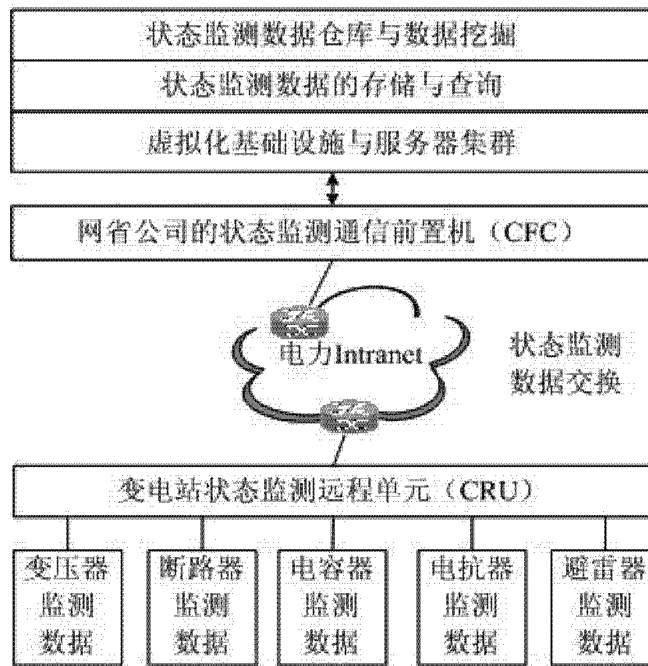 状态监测数据仓库与数据挖掘
状态监测数据的存储与查询
虚拟化基础设施与服务器集群
网省公司的状态监测通信前置机（CFC）
电力Intranet
状态监测
数据交换
变电站状态监测远程单元（CRU）
变压器
监测
数据
断路器
监测
数据
电容器
监测
数据
电抗器
监测
数据
避雷器
监测
数据